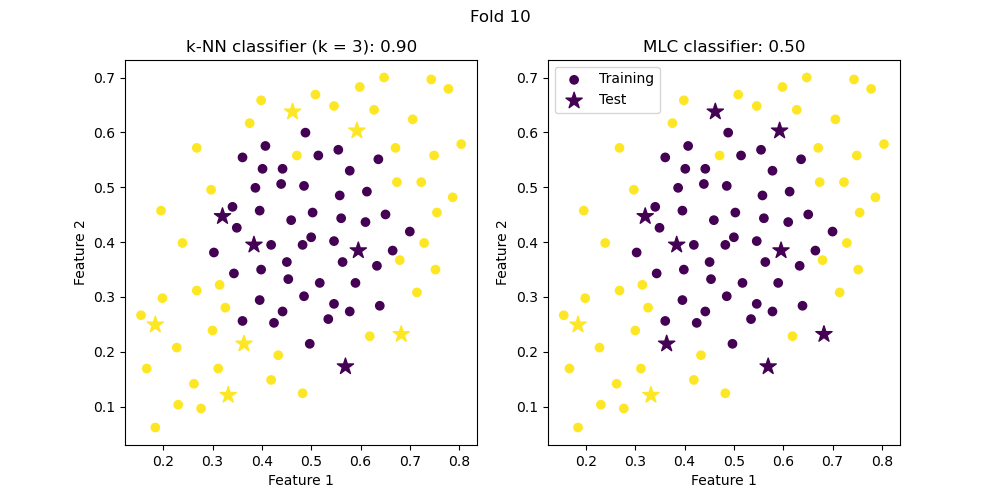 Fold 10
k-NN classifier (k = 3): 0.90
MLC classifier: 0.50
Training
Test
0.7
0.6
0.5
0.4
0.3
0.2
0.1
Feature 2
0.2 0.3 0.4 0.5 0.6 0.7 0.8
Feature 1
0.7
0.6
0.5
0.4
0.3
0.2
0.1
Feature 2
0.2 0.3 0.4 0.5 0.6 0.7 0.8
Feature 1